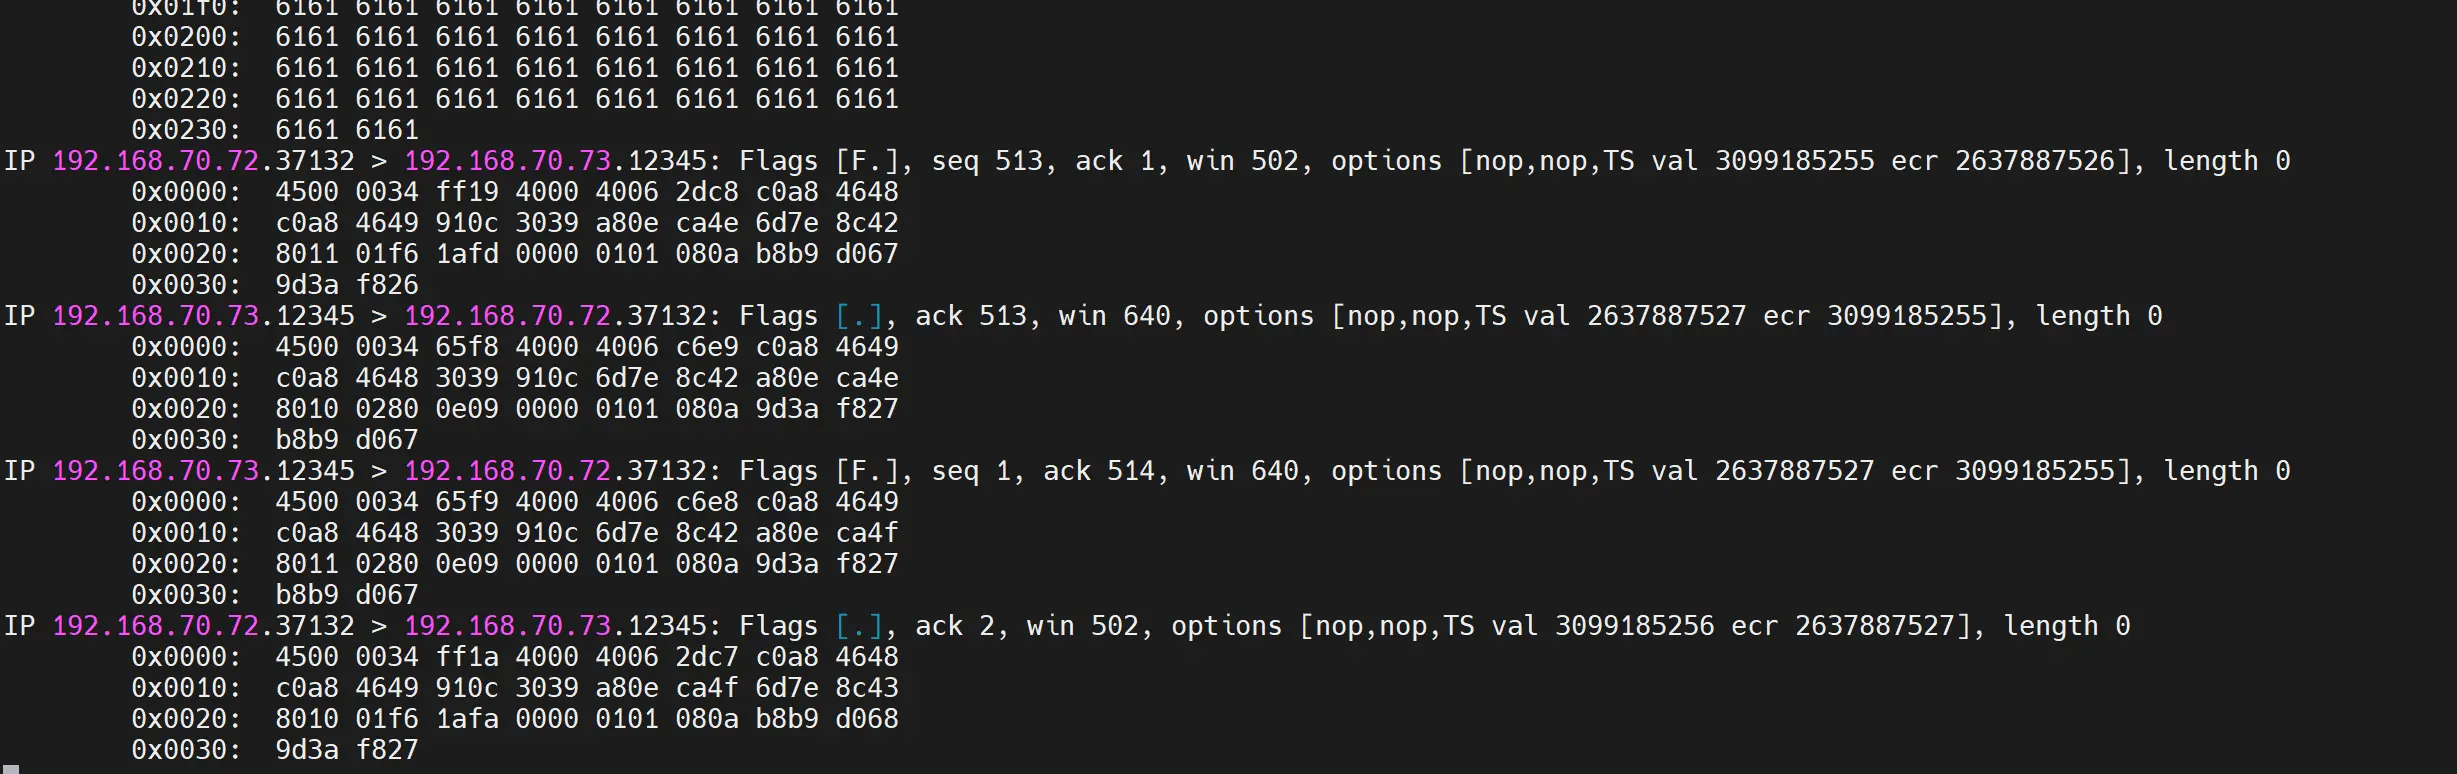 0x01f0:  6161 6161 6161 6161 6161 6161 6161 6161
0x0200:  6161 6161 6161 6161 6161 6161 6161 6161
0x0210:  6161 6161 6161 6161 6161 6161 6161 6161
0x0220:  6161 6161 6161 6161 6161 6161 6161 6161
0x0230:  6161 6161
IP 192.168.70.72.37132 > 192.168.70.73.12345: Flags [F.], seq 513, ack 1, win 502, options [nop,nop,TS val 3099185255 ecr 2637887526], length 0
0x0000:  4500 0034 ff19 4000 4006 2dc8 c0a8 4648
0x0010:  c0a8 4649 910c 3039 a80e ca4e 6d7e 8c42
0x0020:  8011 01f6 1afd 0000 0101 080a b8b9 d067
0x0030:  9d3a f826
IP 192.168.70.73.12345 > 192.168.70.72.37132: Flags [.], ack 513, win 640, options [nop,nop,TS val 2637887527 ecr 3099185255], length 0
0x0000:  4500 0034 65f8 4000 4006 c6e9 c0a8 4649
0x0010:  c0a8 4648 3039 910c 6d7e 8c42 a80e ca4e
0x0020:  8010 0280 0e09 0000 0101 080a 9d3a f827
0x0030:  b8b9 d067
IP 192.168.70.73.12345 > 192.168.70.72.37132: Flags [F.], seq 1, ack 514, win 640, options [nop,nop,TS val 2637887527 ecr 3099185255], length 0
0x0000:  4500 0034 65f9 4000 4006 c6e8 c0a8 4649
0x0010:  c0a8 4648 3039 910c 6d7e 8c42 a80e ca4f
0x0020:  8011 0280 0e09 0000 0101 080a 9d3a f827
0x0030:  b8b9 d067
IP 192.168.70.72.37132 > 192.168.70.73.12345: Flags [.], ack 2, win 502, options [nop,nop,TS val 3099185256 ecr 2637887527], length 0
0x0000:  4500 0034 ff1a 4000 4006 2dc7 c0a8 4648
0x0010:  c0a8 4649 910c 3039 a80e ca4f 6d7e 8c43
0x0020:  8010 01f6 1afa 0000 0101 080a b8b9 d068
0x0030:  9d3a f827